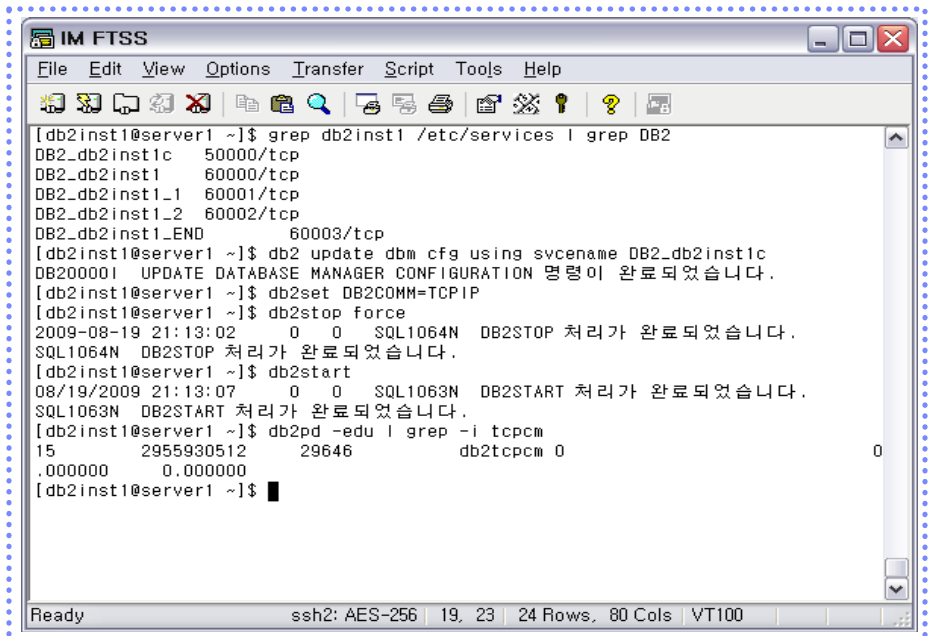 IM FTSS
File Edit View Options Transfer Script Tools Help
[db2inst1@server1 ~]$ grep db2inst1 /etc/services | grep DB2
DB2_db2inst1c 50000/tcp
DB2_db2inst1 60000/tcp
DB2_db2inst1_1 60001/tcp
DB2_db2inst1_2 60002/tcp
DB2_db2inst1_END 60003/tcp
[db2inst1@server1 ~]$ db2 update dbm cfg using svcename DB2_db2inst1c
DB20000I UPDATE DATABASE MANAGER CONFIGURATION 명령이 완료되었습니다.
[db2inst1@server1 ~]$ db2set DB2COMM=TCPIP
[db2inst1@server1 ~]$ db2stop force
2009-08-19 21:13:02 0 0 SQL1064N DB2STOP 처리가 완료되었습니다.
SQL1064N DB2STOP 처리가 완료되었습니다.
[db2inst1@server1 ~]$ db2start
08/19/2009 21:13:07 0 0 SQL1063N DB2START 처리가 완료되었습니다.
SQL1063N DB2START 처리가 완료되었습니다.
[db2inst1@server1 ~]$ db2pd -edu | grep -i tcpcm
15 2955930512 29646 db2tcpcm 0 0
.000000 0.000000
[db2inst1@server1 ~]$
Ready ssh2: AES-256 19, 23 24 Rows, 80 Cols VT100